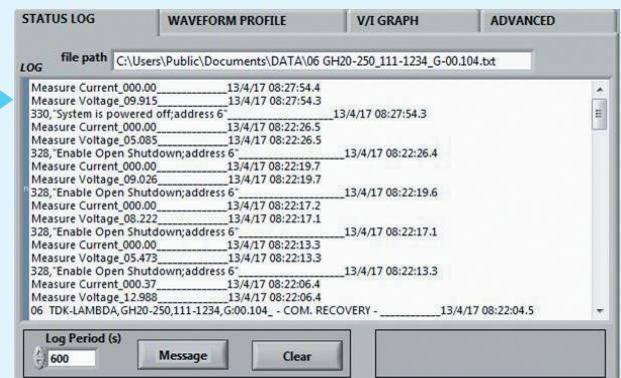 STATUS LOG WAVEFORM PROFILE V/I GRAPH ADVANCED
LOG file path C:\Users\Public\Documents\DATA\06 GH20-250_111-1234_G-00.104.txt
Measure Current_000.00____________13/4/17 08:27:54.4
Measure Voltage_09.915____________13/4/17 08:27:54.3
330,"System is powered off;address 6"__________________13/4/17 08:27:54.3
Measure Current_000.00____________13/4/17 08:22:26.5
Measure Voltage_05.085____________13/4/17 08:22:26.5
328,"Enable Open Shutdown;address 6"__________________13/4/17 08:22:26.4
Measure Current_000.00____________13/4/17 08:22:19.7
Measure Voltage_09.026____________13/4/17 08:22:19.7
328,"Enable Open Shutdown;address 6"__________________13/4/17 08:22:19.6
Measure Current_000.00____________13/4/17 08:22:17.2
Measure Voltage_08.222____________13/4/17 08:22:17.1
328,"Enable Open Shutdown;address 6"__________________13/4/17 08:22:17.1
Measure Current_000.00____________13/4/17 08:22:13.3
Measure Voltage_05.473____________13/4/17 08:22:13.3
328,"Enable Open Shutdown;address 6"__________________13/4/17 08:22:13.3
Measure Current_000.37____________13/4/17 08:22:06.4
Measure Voltage_12.988____________13/4/17 08:22:06.4
06 TDK-LAMBDA,GH20-250,111-1234,G:00.104_ - COM. RECOVERY - ____________13/4/17 08:22:04.5
Log Period (s)
600 Message Clear